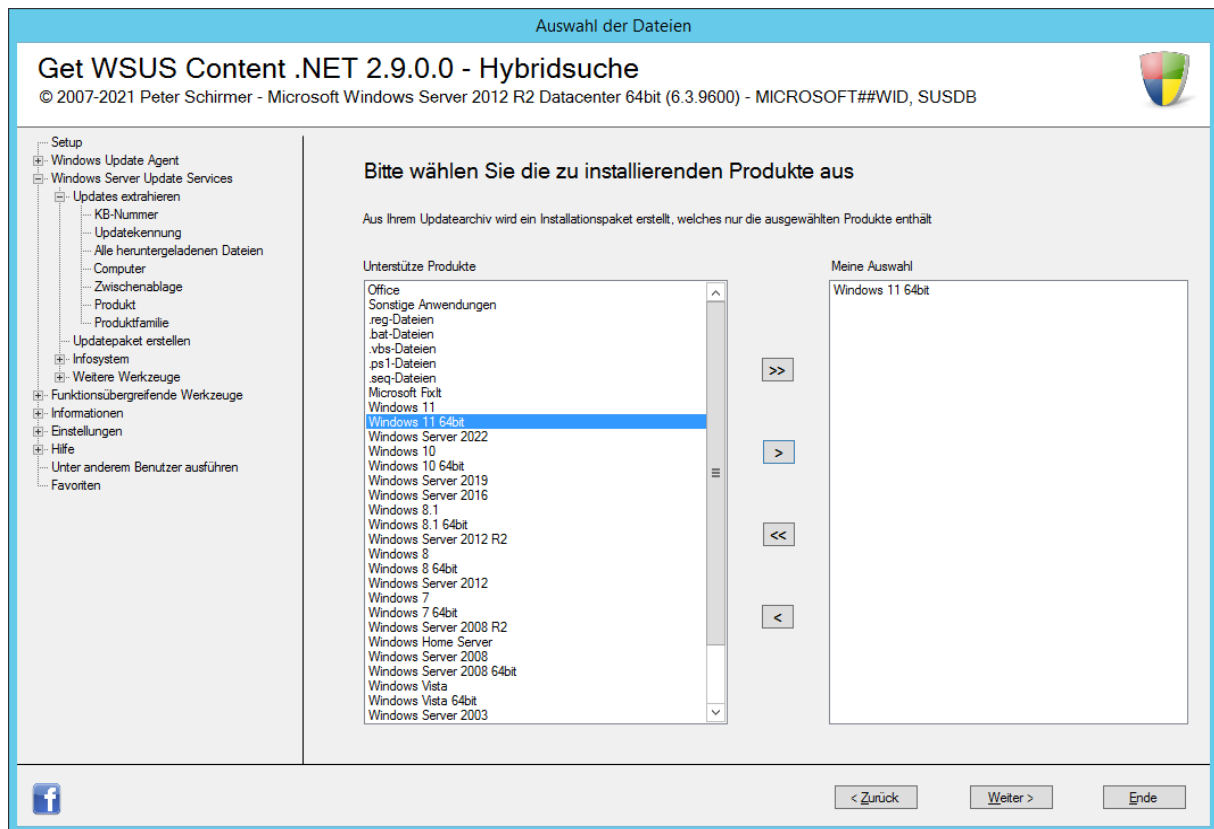 Auswahl der Dateien
Get WSUS Content .NET 2.9.0.0 - Hybridsuche
© 2007-2021 Peter Schirmer - Microsoft Windows Server 2012 R2 Datacenter 64bit (6.3.9600) - MICROSOFT##WID, SUSDB
Setup
Windows Update Agent
Windows Server Update Services
Updates extrahieren
KB-Nummer
Updatekennung
Alle heruntergeladenen Dateien
Computer
Zwischenablage
Produkt
Produktfamilie
Updatepaket erstellen
Infosystem
Weitere Werkzeuge
Funktionsübergreifende Werkzeuge
Informationen
Einstellungen
Hilfe
Unter anderem Benutzer ausführen
Favoriten
Bitte wählen Sie die zu installierenden Produkte aus
Aus Ihrem Updatearchiv wird ein Installationspaket erstellt, welches nur die ausgewählten Produkte enthält
Unterstütze Produkte
Office
Sonstige Anwendungen
.reg-Dateien
.bat-Dateien
.vbs-Dateien
.ps1-Dateien
.seq-Dateien
Microsoft FixIt
Windows 11
Windows 11 64bit
Windows Server 2022
Windows 10
Windows 10 64bit
Windows Server 2019
Windows Server 2016
Windows 8.1
Windows 8.1 64bit
Windows Server 2012 R2
Windows 8
Windows 8 64bit
Windows Server 2012
Windows 7
Windows 7 64bit
Windows Server 2008 R2
Windows Home Server
Windows Server 2008
Windows Server 2008 64bit
Windows Vista
Windows Vista 64bit
Windows Server 2003
>>
>
<<
<
Meine Auswahl
Windows 11 64bit
f
< Zurück
Weiter >
Ende